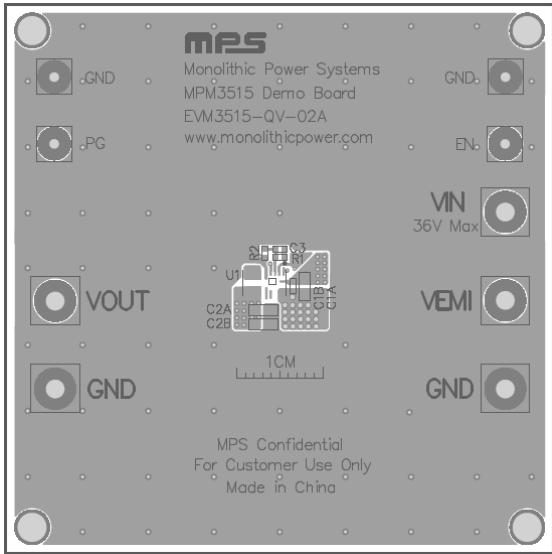 mps
Monolithic Power Systems
MPM3515 Demo Board
EVM3515-QV-02A
www.monolithicpower.com
GND
GND
PG
EN
VIN
36V Max
R2
C3
R1
U1
C2A
C2B
C1B
C1A
VOUT
VEMI
1CM
GND
GND
MPS Confidential
For Customer Use Only
Made in China